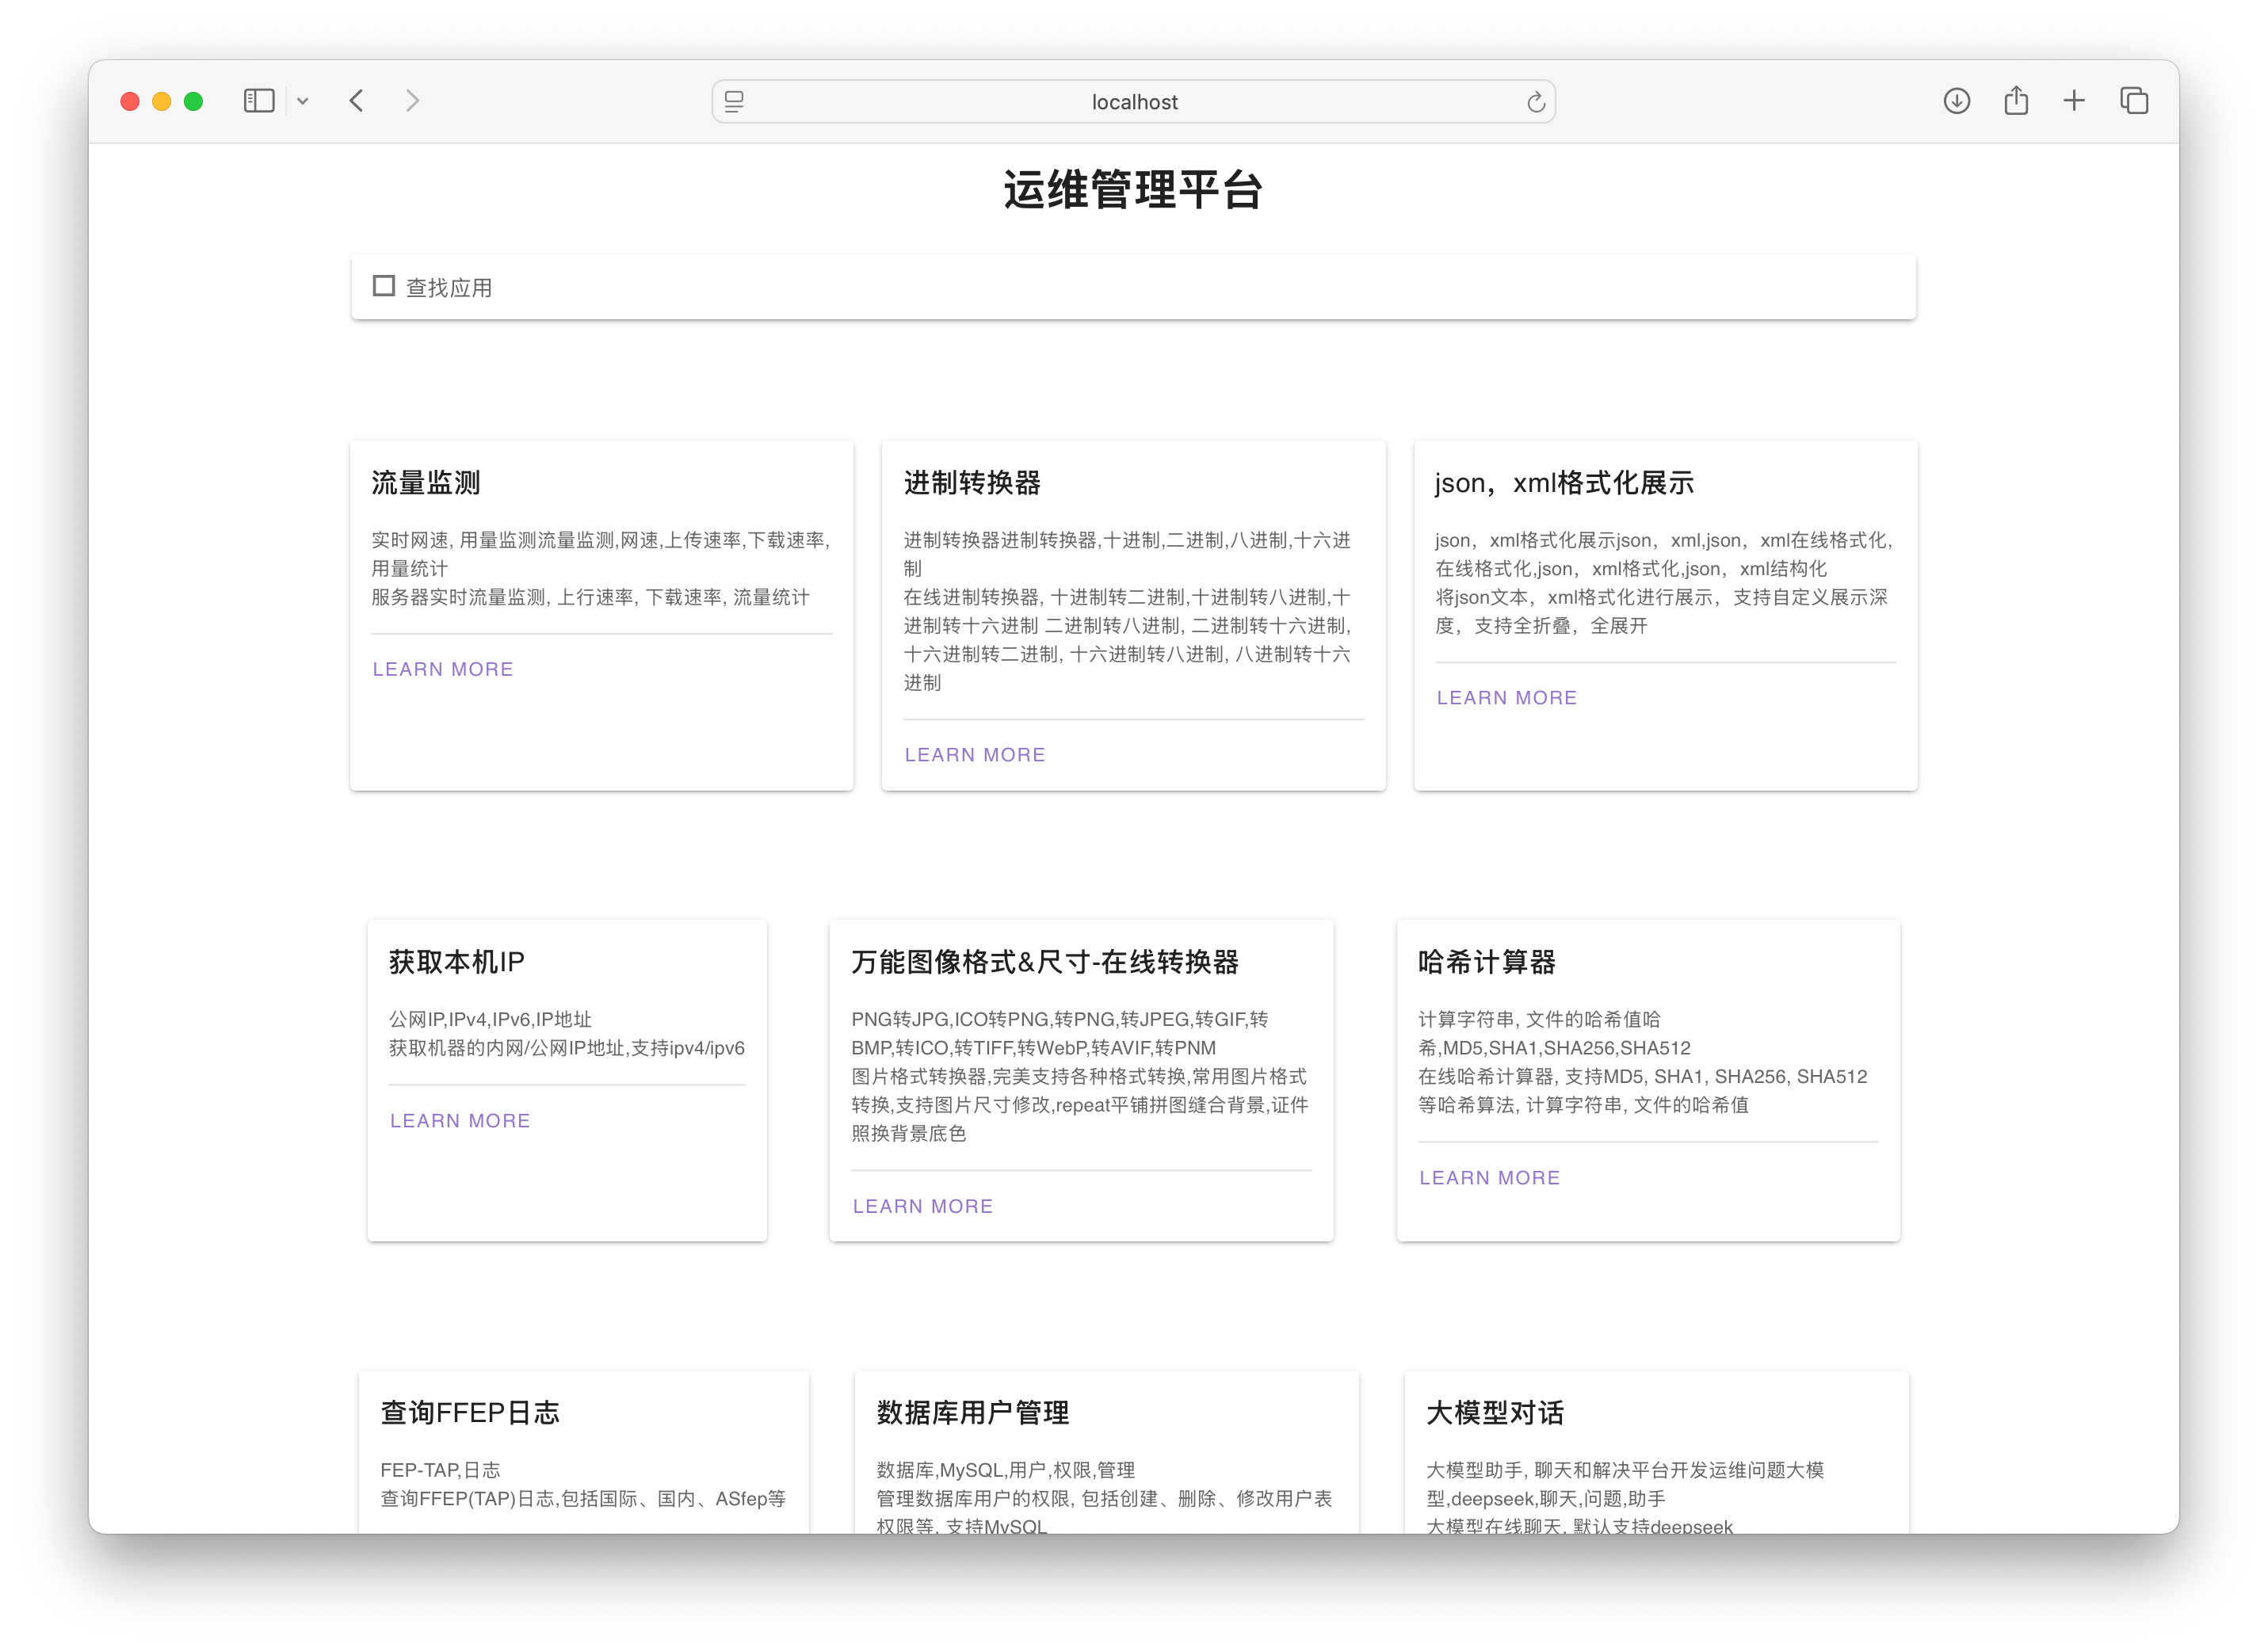 localhost
运维管理平台
查找应用
流量监测
实时网速, 用量监测流量监测,网速,上传速率,下载速率,
用量统计
服务器实时流量监测, 上行速率, 下载速率, 流量统计
LEARN MORE
进制转换器
进制转换器进制转换器,十进制,二进制,八进制,十六进
制
在线进制转换器, 十进制转二进制,十进制转八进制,十
进制转十六进制 二进制转八进制, 二进制转十六进制,
十六进制转二进制, 十六进制转八进制, 八进制转十六
进制
LEARN MORE
json，xml格式化展示
json，xml格式化展示json，xml,json，xml在线格式化,
在线格式化,json，xml格式化,json，xml结构化
将json文本，xml格式化进行展示，支持自定义展示深
度，支持全折叠，全展开
LEARN MORE
获取本机IP
公网IP,IPv4,IPv6,IP地址
获取机器的内网/公网IP地址,支持ipv4/ipv6
LEARN MORE
万能图像格式&尺寸-在线转换器
PNG转JPG,ICO转PNG,转PNG,转JPEG,转GIF,转
BMP,转ICO,转TIFF,转WebP,转AVIF,转PNM
图片格式转换器,完美支持各种格式转换,常用图片格式
转换,支持图片尺寸修改,repeat平铺拼图缝合背景,证件
照换背景底色
LEARN MORE
哈希计算器
计算字符串, 文件的哈希值哈
希,MD5,SHA1,SHA256,SHA512
在线哈希计算器, 支持MD5, SHA1, SHA256, SHA512
等哈希算法, 计算字符串, 文件的哈希值
LEARN MORE
查询FFEP日志
FEP-TAP,日志
查询FFEP(TAP)日志,包括国际、国内、ASfep等
数据库用户管理
数据库,MySQL,用户,权限,管理
管理数据库用户的权限, 包括创建、删除、修改用户表
权限等, 支持MySQL
大模型对话
大模型助手, 聊天和解决平台开发运维问题大模
型,deepseek,聊天,问题,助手
大模型在线聊天, 默认支持deepseek